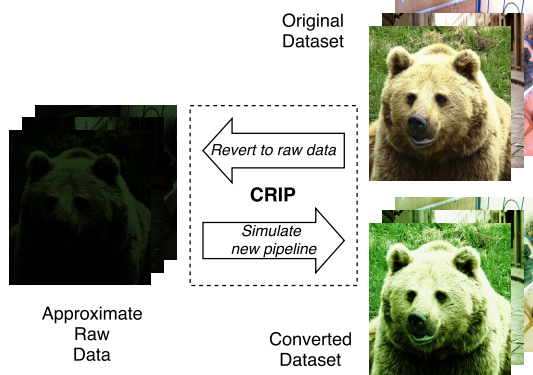 Original
Dataset
Revert to raw data
CRIP
Simulate
new pipeline
Approximate
Raw
Data
Converted
Dataset